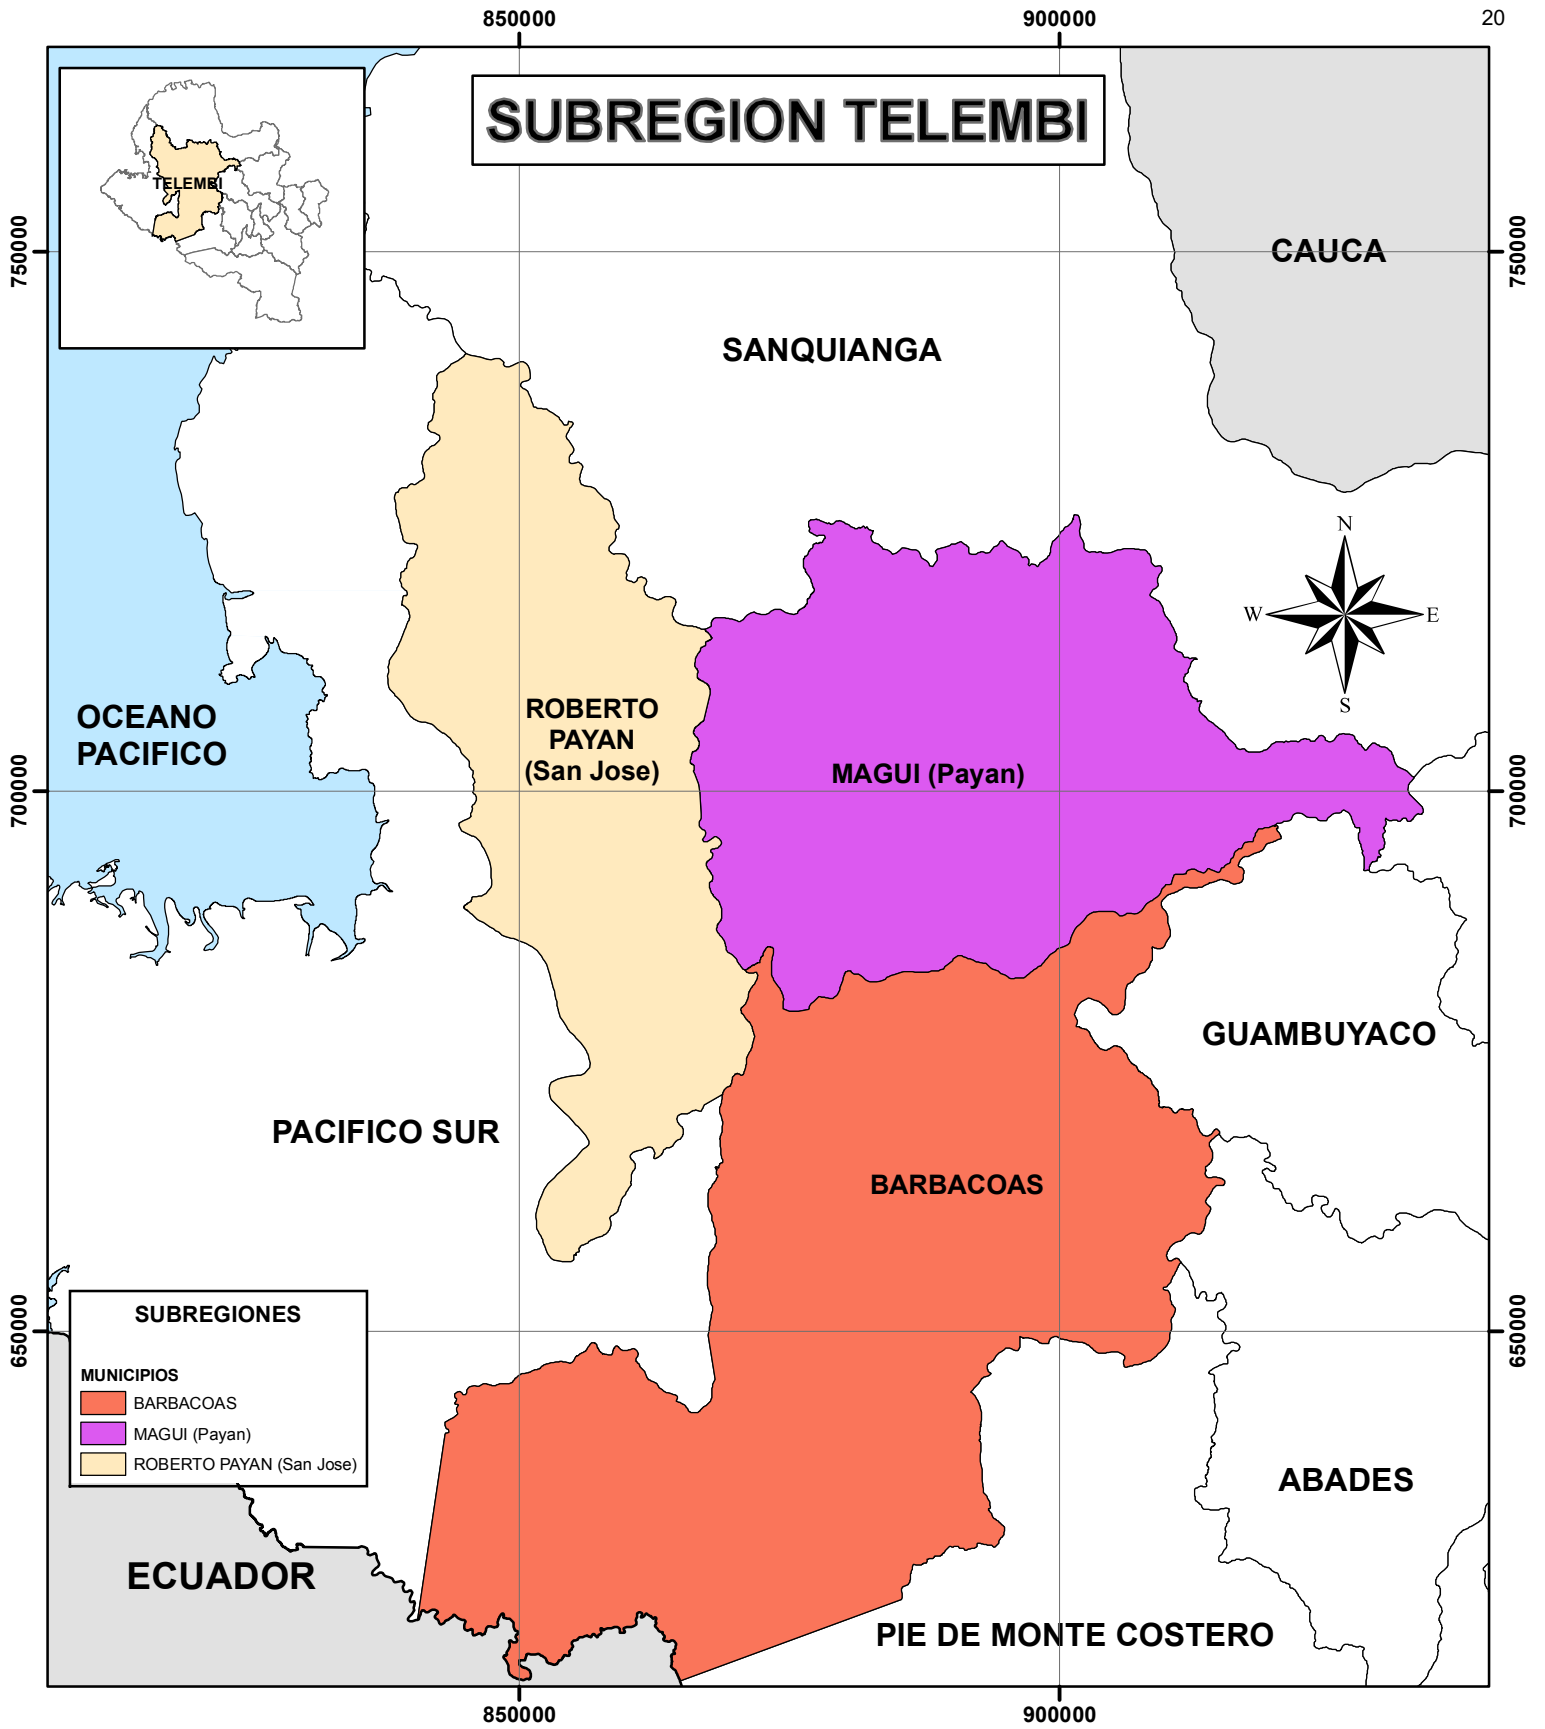 850000
900000
20
SUBREGION TELEMBI
TELEMBI
750000
CAUCA
750000
SANQUIANGA
N
W
E
S
OCEANO
PACIFICO
ROBERTO
PAYAN
(San Jose)
MAGUI (Payan)
700000
700000
GUAMBUYACO
PACIFICO SUR
BARBACOAS
650000
650000
SUBREGIONES
MUNICIPIOS
BARBACOAS
MAGUI (Payan)
ROBERTO PAYAN (San Jose)
ABADES
ECUADOR
PIE DE MONTE COSTERO
850000
900000